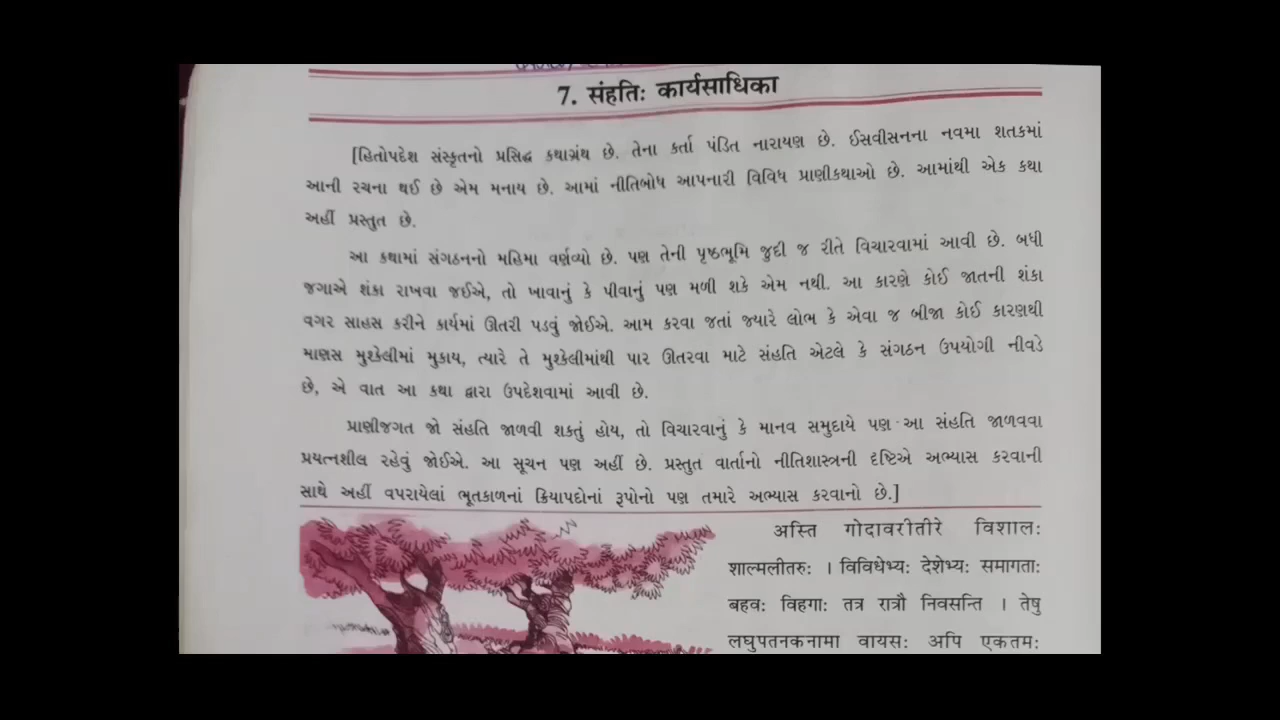 7. संहतिः कार्यसाधिका
[હિતોપદેશ સંસ્કૃતનો પ્રસિદ્ધ કથાગ્રંથ છે. તેના કર્તા પંડિત નારાયણ છે. ઈસવીસનના નવમા શતકમાં
આની રચના થઈ છે એમ મનાય છે. આમાં નીતિબોધ આપનારી વિવિધ પ્રાણીકથાઓ છે. આમાંથી એક કથા
અહીં પ્રસ્તુત છે.
આ કથામાં સંગઠનનો મહિમા વર્ણવ્યો છે. પણ તેની પૃષ્ઠભૂમિ જુદી જ રીતે વિચારવામાં આવી છે. બધી
જગાએ શંકા રાખવા જઈએ, તો ખાવાનું કે પીવાનું પણ મળી શકે એમ નથી. આ કારણે કોઈ જાતની શંકા
વગર સાહસ કરીને કાર્યમાં ઊતરી પડવું જોઈએ. આમ કરવા જતાં જ્યારે લોભ કે એવા જ બીજા કોઈ કારણથી
માણસ મુશ્કેલીમાં મુકાય, ત્યારે તે મુશ્કેલીમાંથી પાર ઊતરવા માટે સંહતિ એટલે કે સંગઠન ઉપયોગી નીવડે
છે, એ વાત આ કથા દ્વારા ઉપદેશવામાં આવી છે.
પ્રાણીજગત જો સંહતિ જાળવી શકતું હોય, તો વિચારવાનું કે માનવ સમુદાયે પણ આ સંહતિ જાળવવા
પ્રયત્નશીલ રહેવું જોઈએ. આ સૂચન પણ અહીં છે. પ્રસ્તુત વાર્તાનો નીતિશાસ્ત્રની દૃષ્ટિએ અભ્યાસ કરવાની
સાથે અહીં વપરાયેલાં ભૂતકાળનાં ક્રિયાપદોનાં રૂપોનો પણ તમારે અભ્યાસ કરવાનો છે.]
अस्ति गोदावरीतीरे विशालः
शाल्मलीतरुः । विविधेभ्यः देशेभ्यः समागताः
बहवः विहगाः तत्र रात्रौ निवसन्ति । तेषु
लघुपतनकनामा वायसः अपि एकतमः